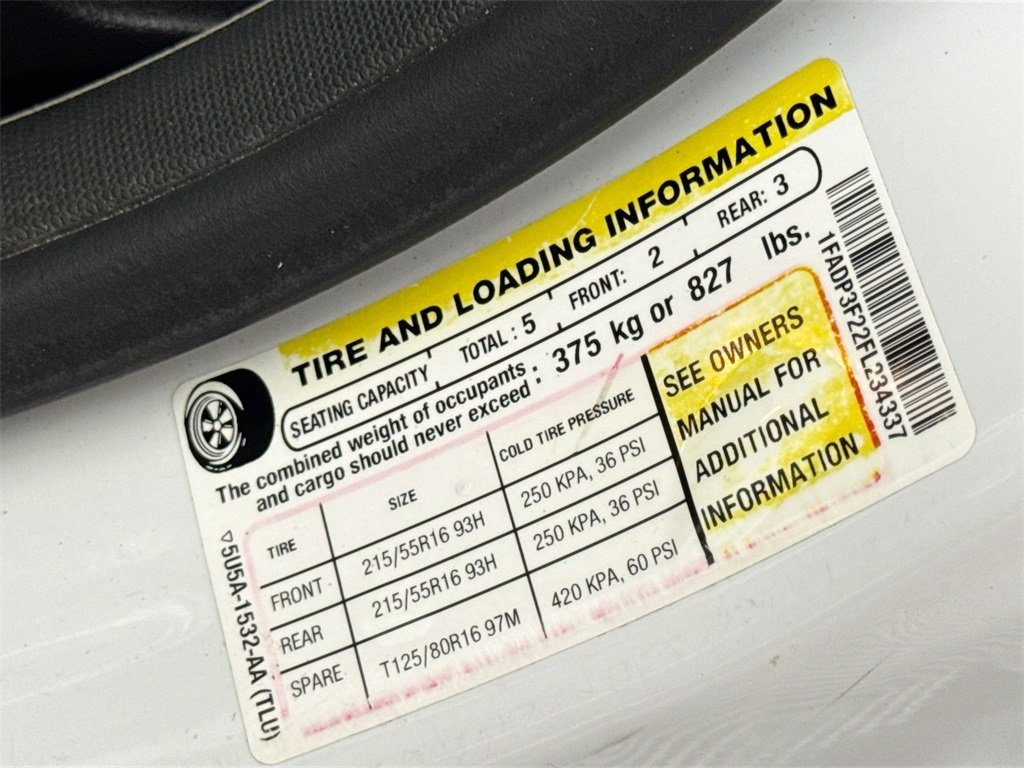 TIRE AND LOADING INFORMATION
SEATING CAPACITY TOTAL : 5 FRONT: 2 REAR: 3
The combined weight of occupants
and cargo should never exceed : 375 kg or 827 lbs.
TIRE SIZE COLD TIRE PRESSURE
FRONT 215/55R16 93H 250 KPA, 36 PSI
REAR 215/55R16 93H 250 KPA, 36 PSI
SPARE T125/80R16 97M 420 KPA, 60 PSI
SEE OWNERS
MANUAL FOR
ADDITIONAL
INFORMATION
1FADP3F22FL234337
▽5U5A-1532-AA (TLU)